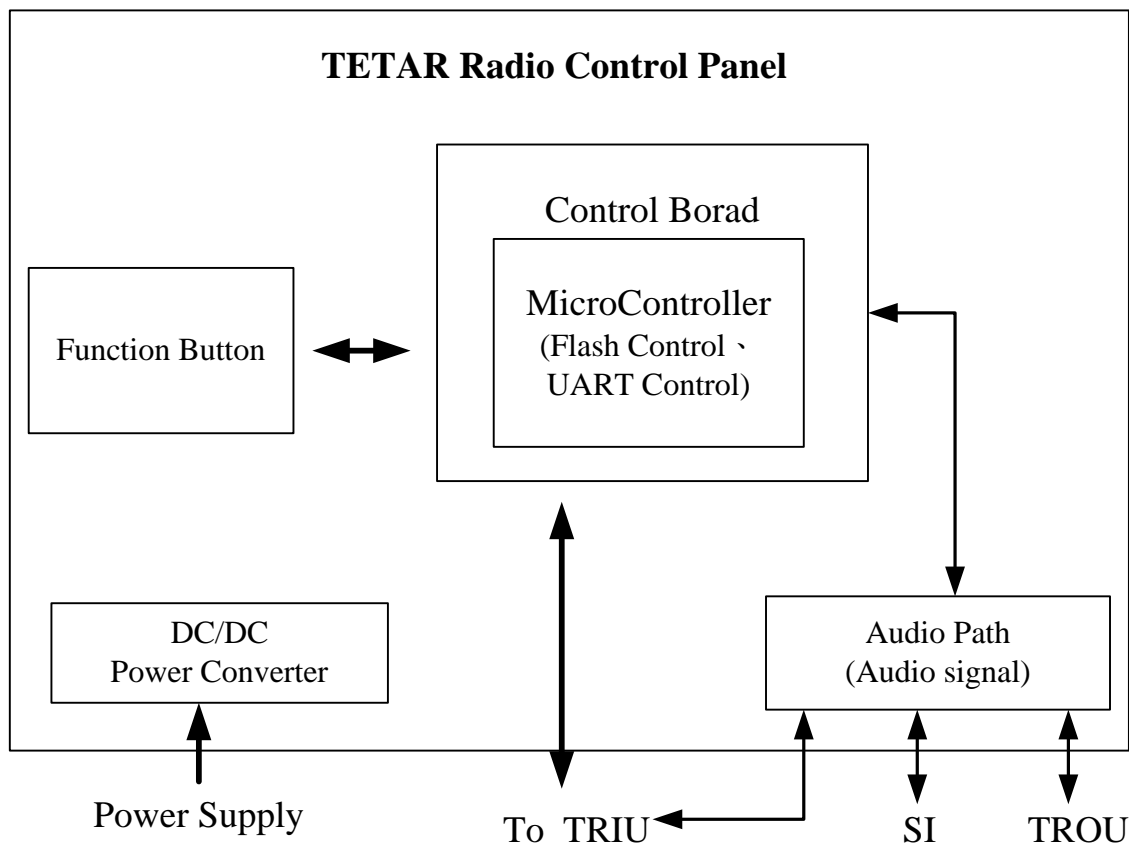 TETAR Radio Control Panel
Control Borad
MicroController
(Flash Control、
UART Control)
Function Button
DC/DC
Power Converter
Audio Path
(Audio signal)
Power Supply
To TRIU
SI
TROU